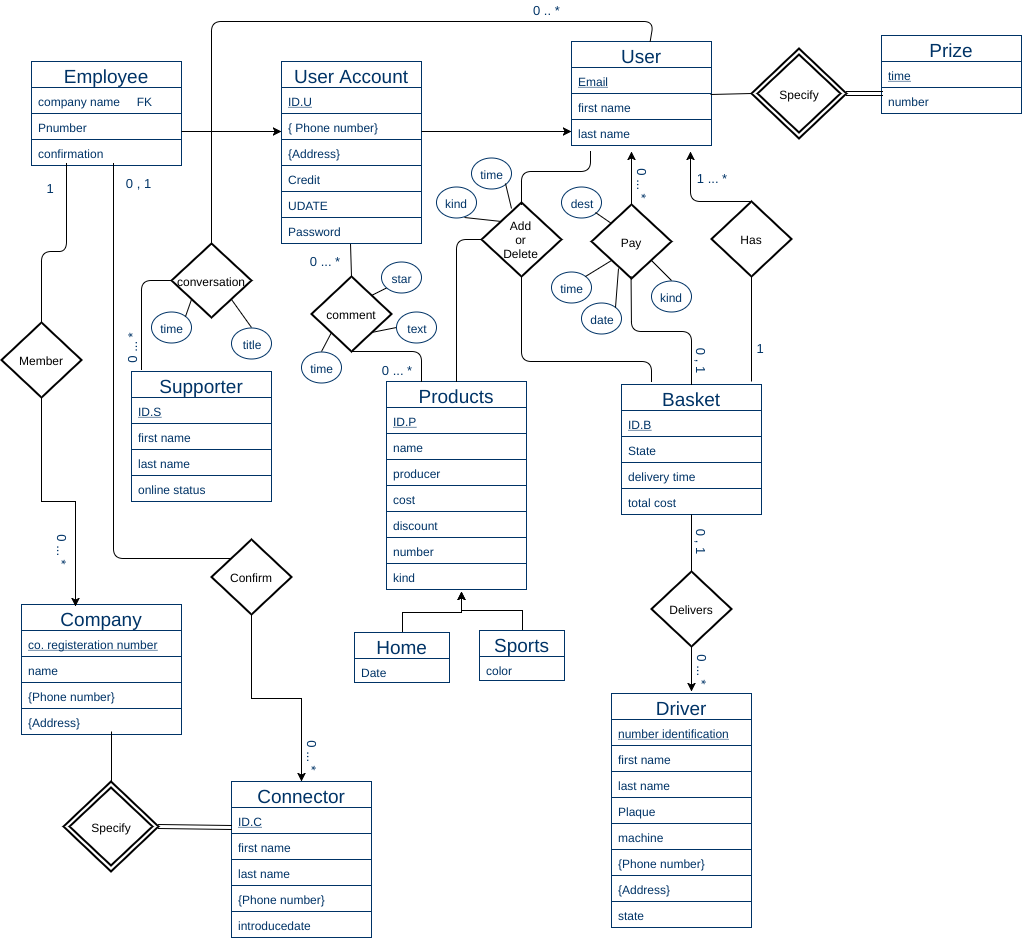 0 .. *
Employee
company name FK
Pnumber
confirmation
User Account
ID.U
{ Phone number}
{Address}
Credit
UDATE
Password
User
Email
first name
last name
Specify
Prize
time
number
1
0 , 1
0 ... *
1 ... *
time
kind
Add
or
Delete
dest
Pay
time
date
kind
Has
conversation
time
title
0 ... *
0 ... *
comment
star
text
time
0 ... *
Member
Supporter
ID.S
first name
last name
online status
Products
ID.P
name
producer
cost
discount
number
kind
0 , 1
1
Basket
ID.B
State
delivery time
total cost
0 ... *
Confirm
0 , 1
Delivers
0 ... *
Home
Date
Sports
color
Company
co. registeration number
name
{Phone number}
{Address}
Specify
0 ... *
Connector
ID.C
first name
last name
{Phone number}
introducedate
Driver
number identification
first name
last name
Plaque
machine
{Phone number}
{Address}
state